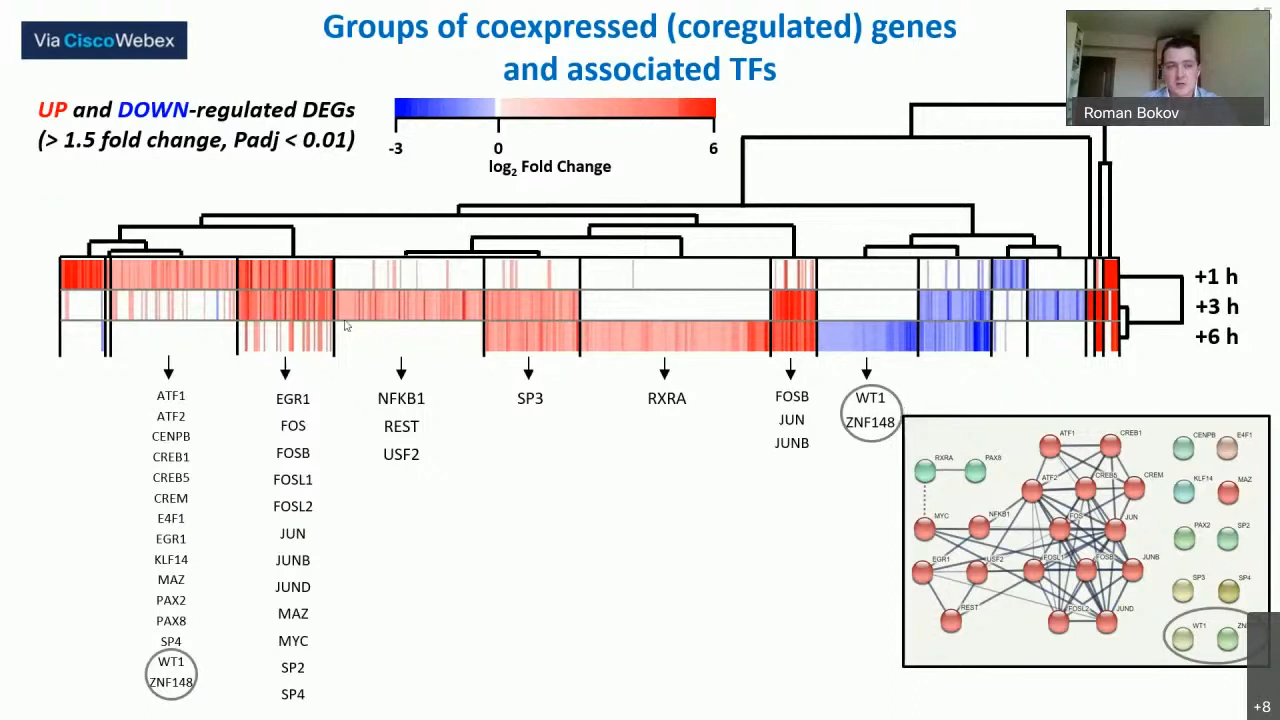 Via Cisco Webex
Groups of coexpressed (coregulated) genes
and associated TFs
Roman Bokov
UP and DOWN-regulated DEGs
(> 1.5 fold change, Padj < 0.01)
-3
0
6
log2 Fold Change
+1 h
+3 h
+6 h
ATF1
ATF2
CENPB
CREB1
CREB5
CREM
E4F1
EGR1
KLF14
MAZ
PAX2
PAX8
SP4
WT1
ZNF148
EGR1
FOS
FOSB
FOSL1
FOSL2
JUN
JUNB
JUND
MAZ
MYC
SP2
SP4
NFKB1
REST
USF2
SP3
RXRA
FOSB
JUN
JUNB
WT1
ZNF148
ATF1
CREB1
CENPB
E4F1
RXRA
PAX8
ATF2
CREB5
CREM
KLF14
MAZ
MYC
NFKB1
FOS
JUN
PAX2
SP2
EGR1
USF2
FOSL1
FOSB
JUNB
SP3
SP4
REST
FOSL2
JUND
WT1
+8